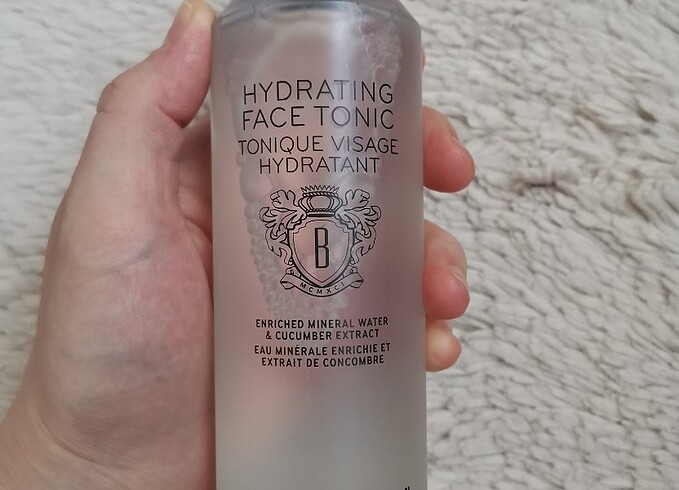 HYDRATING
FACE TONIC
TONIQUE VISAGE
HYDRATANT
B
MCMXCI
ENRICHED MINERAL WATER
& CUCUMBER EXTRACT
EAU MINÉRALE ENRICHIE ET
EXTRAIT DE CONCOMBRE